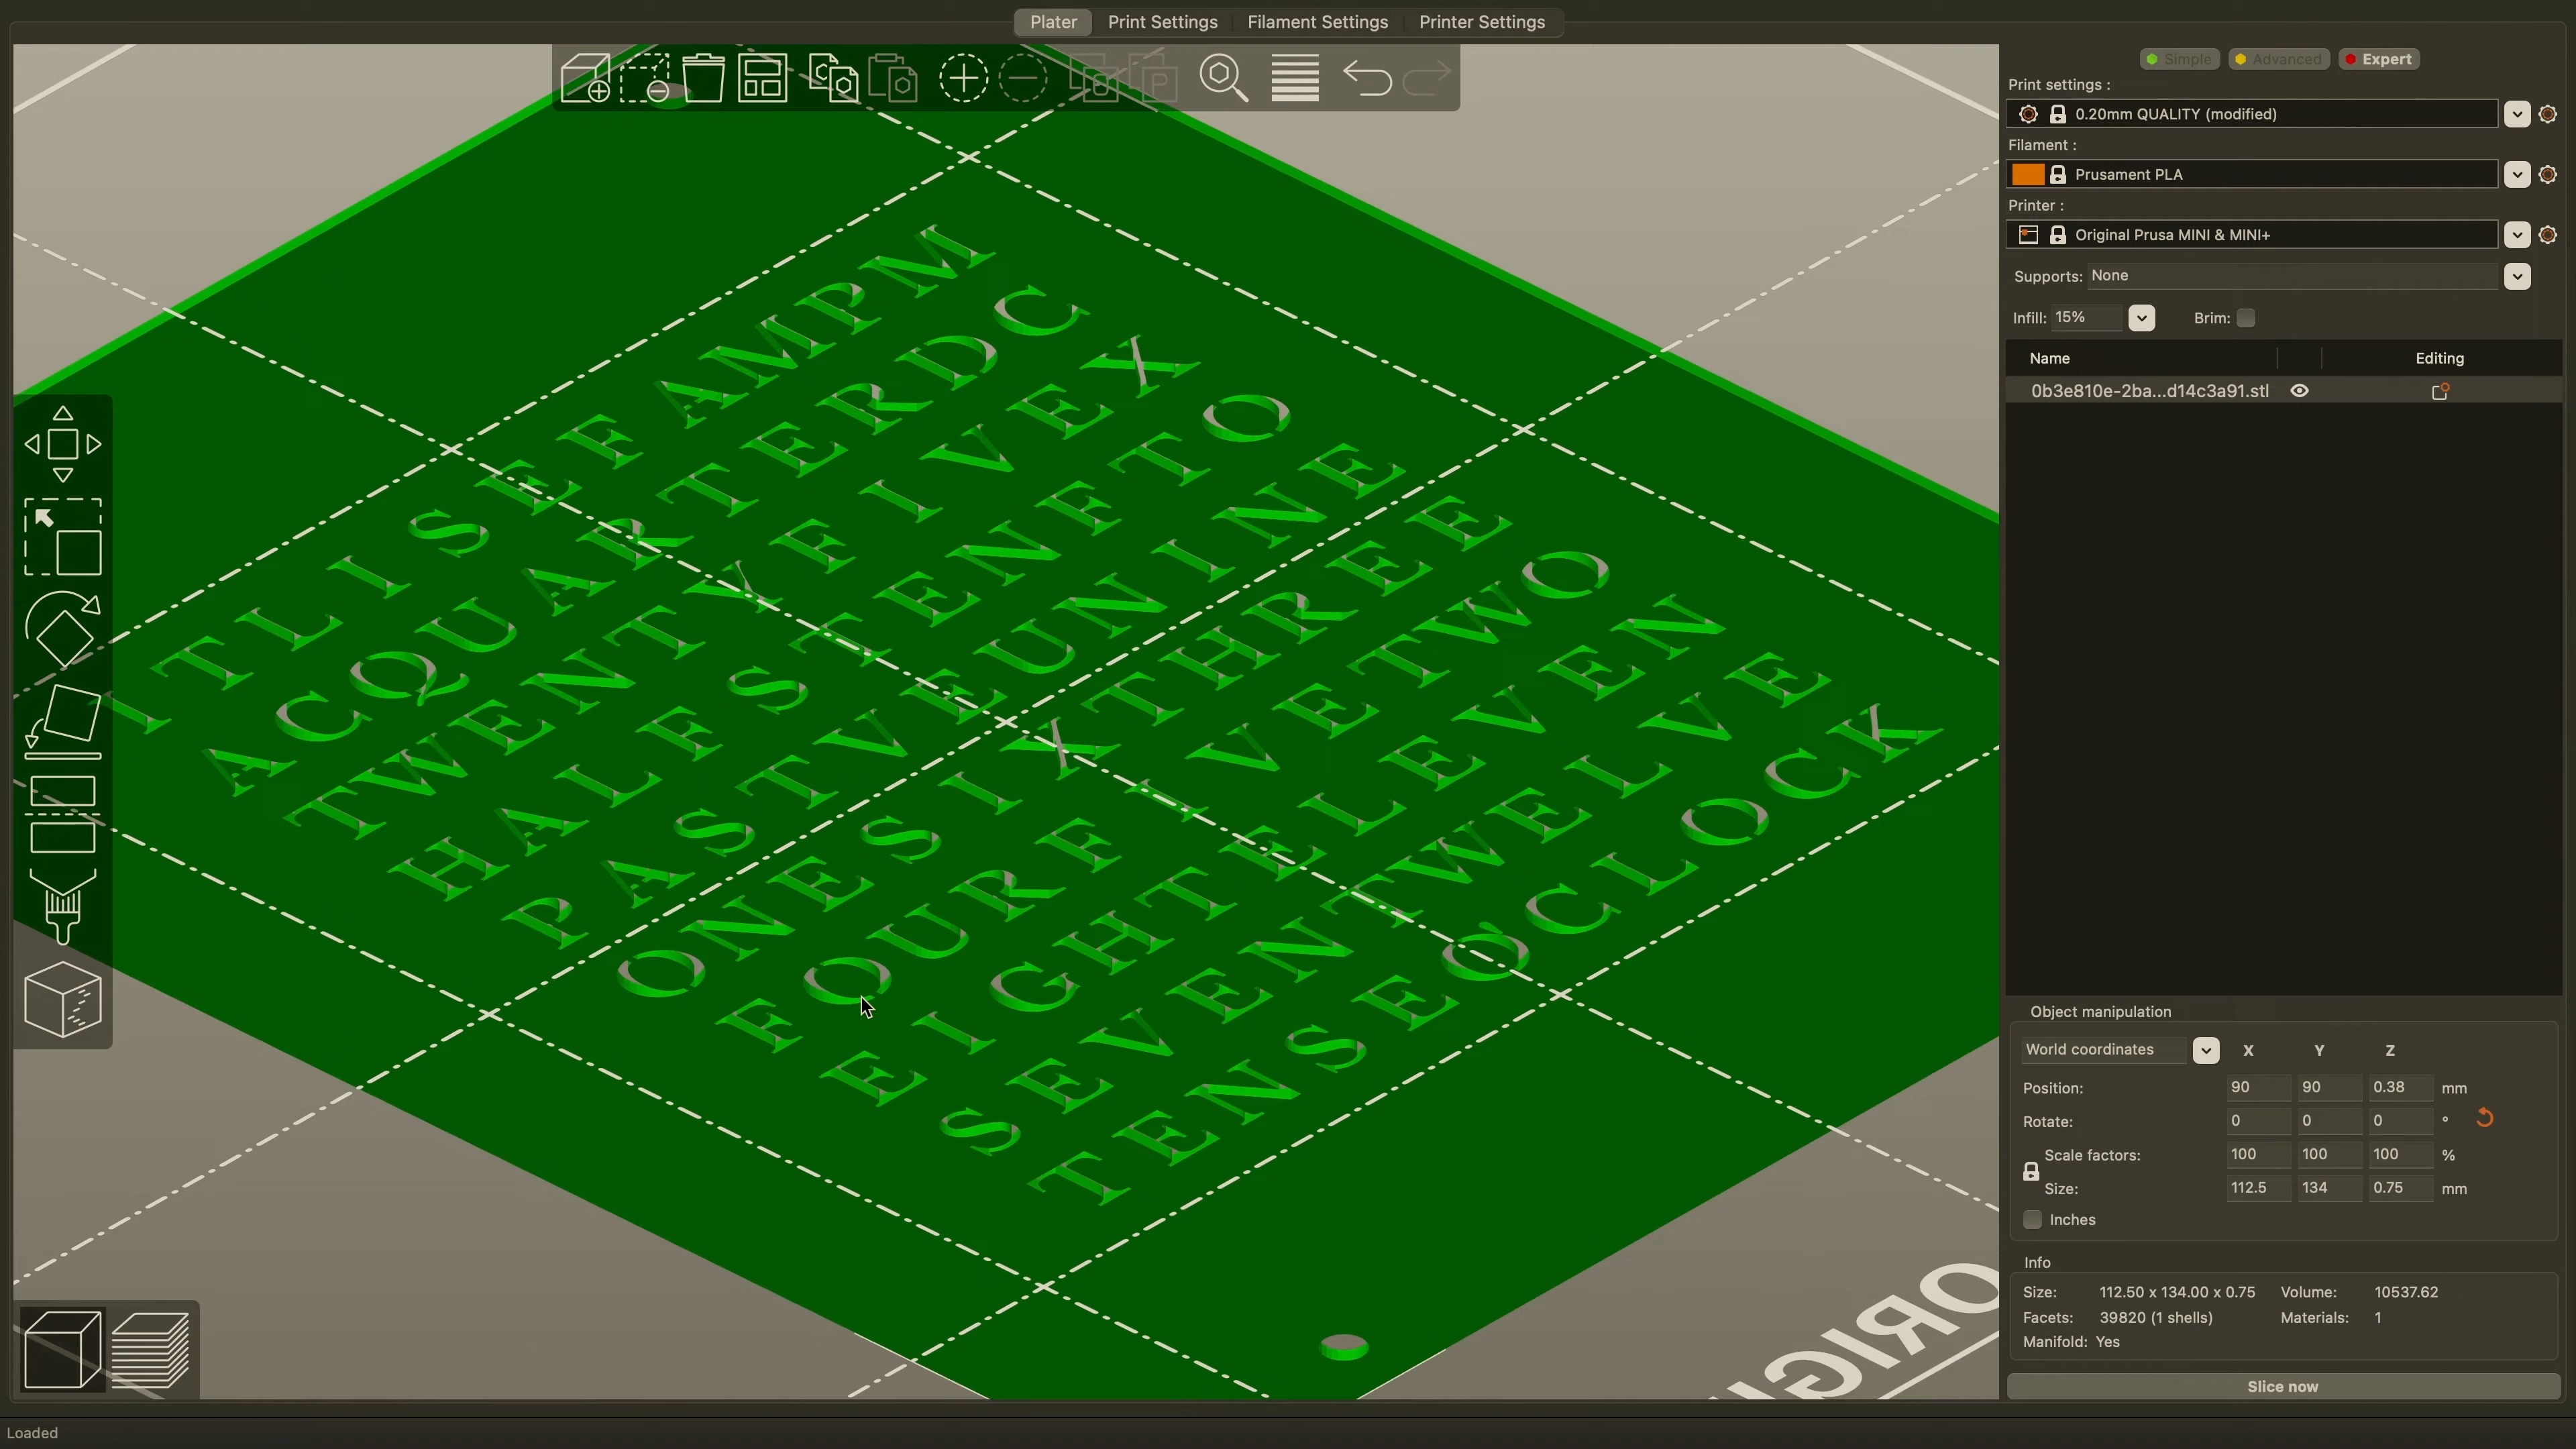 Plater Print Settings Filament Settings Printer Settings
ITLISEFAMPM
ACQUARTERDC
TWENTYFIVEX
HALFSTENFTO
PASTVEUNINE
ONESIXTHREE
FOURFIVETWO
EIGHTELEVEN
SEVENTWELVE
TENSEO'CLOCK
ORIG
Simple Advanced Expert
Print settings :
0.20mm QUALITY (modified)
Filament :
Prusament PLA
Printer :
Original Prusa MINI & MINI+
Supports: None
Infill: 15% Brim:
Name Editing
0b3e810e-2ba...d14c3a91.stl
Object manipulation
World coordinates X Y Z
Position: 90 90 0.38 mm
Rotate: 0 0 0 °
Scale factors: 100 100 100 %
Size: 112.5 134 0.75 mm
Inches
Info
Size: 112.50 x 134.00 x 0.75 Volume: 10537.62
Facets: 39820 (1 shells) Materials: 1
Manifold: Yes
Slice now
Loaded